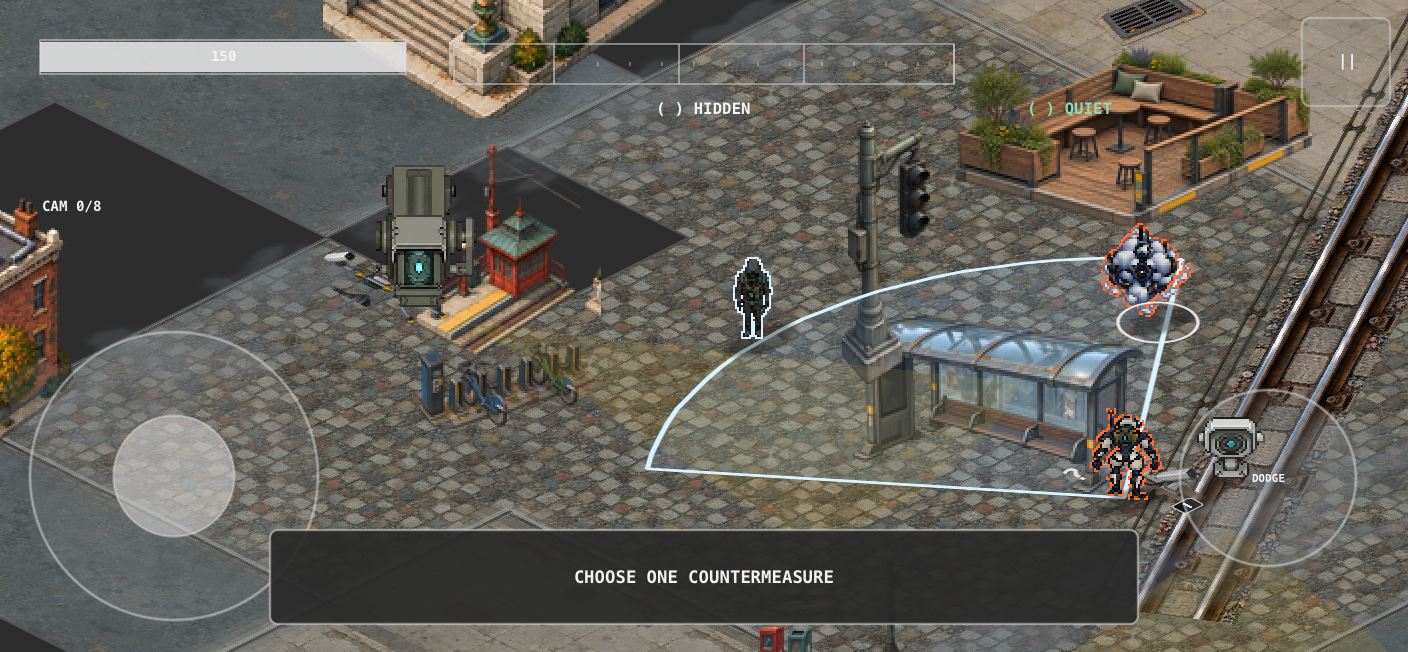 150
( ) HIDDEN
( ) QUIET
CAM 0/8
DODGE
CHOOSE ONE COUNTERMEASURE